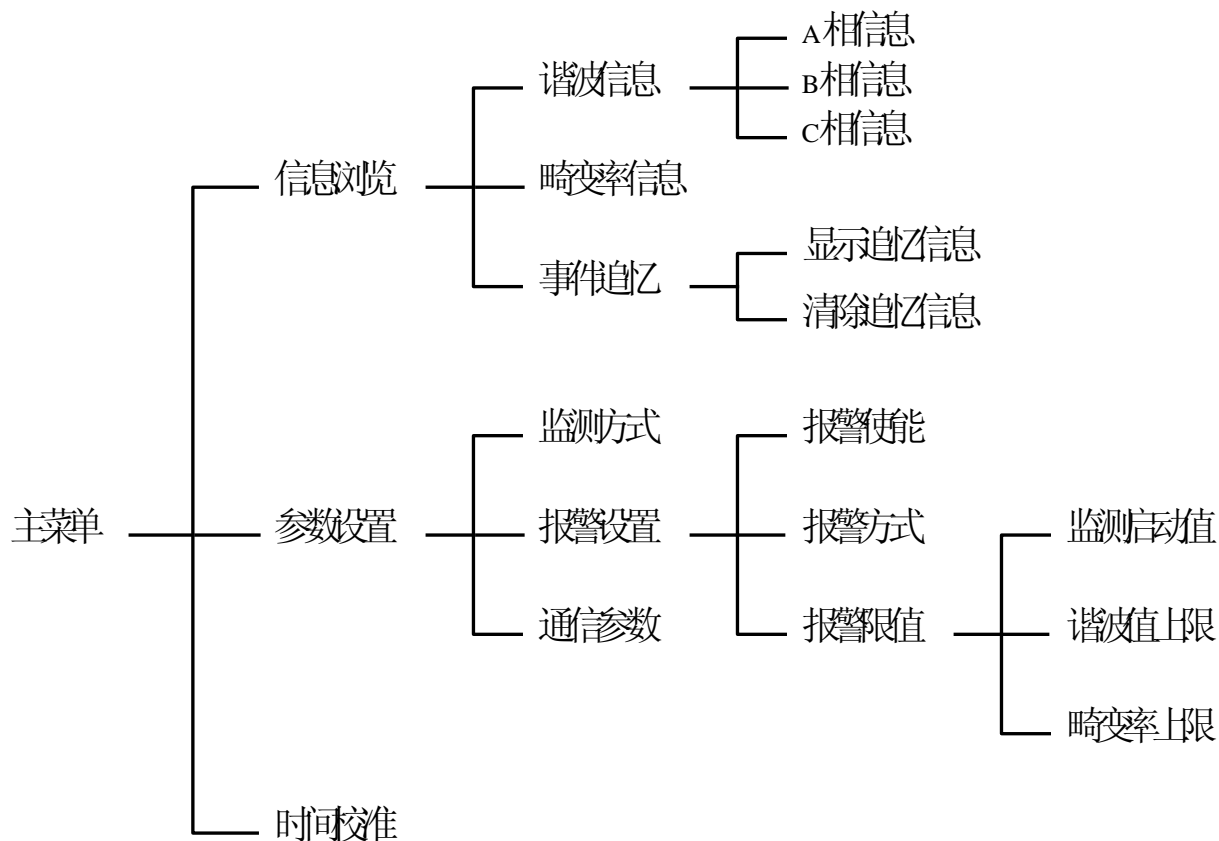 A相信息
谐波信息
B相信息
C相信息
信息浏览
畸变率信息
显示追忆信息
事件追忆
清除追忆信息
监测方式
报警使能
主菜单
参数设置
报警设置
报警方式
监测启动值
通信参数
报警限值
谐波值上限
畸变率上限
时间校准